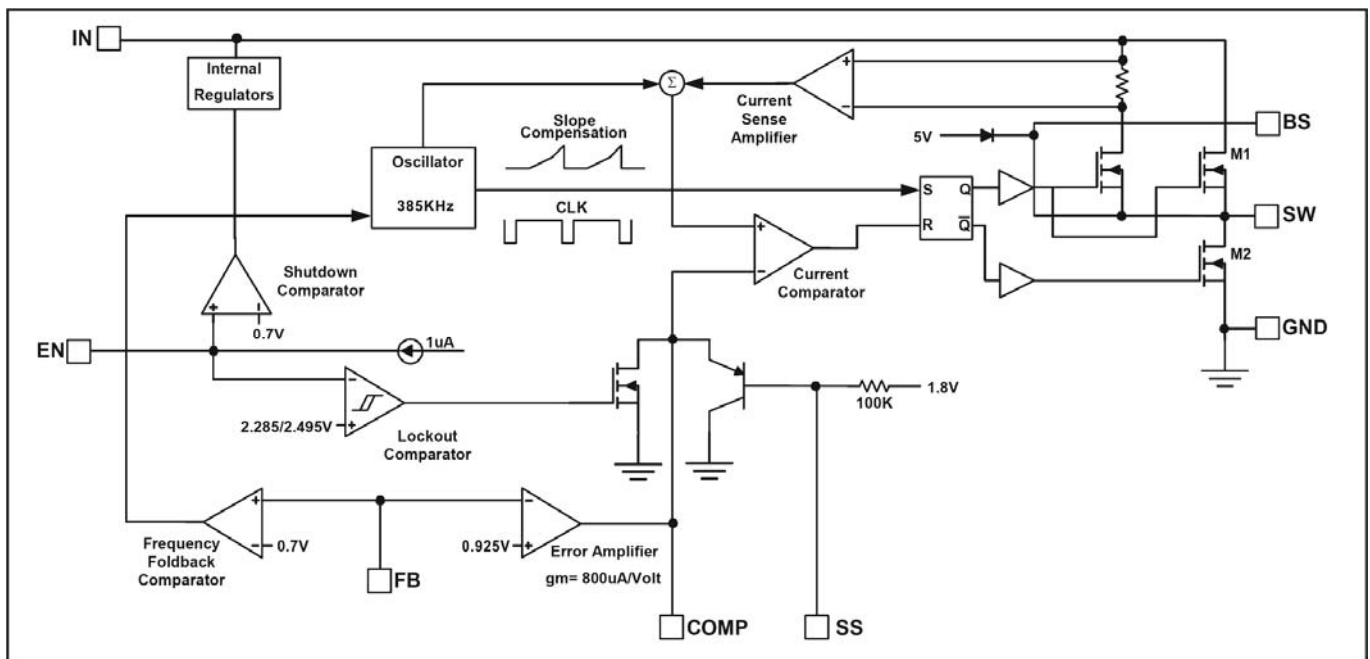 IN
Internal
Regulators
Σ
+
−
Current
Sense
Amplifier
Slope
Compensation
5V
BS
Oscillator
385KHz
M1
S
Q
CLK
SW
R
Q̅
+
−
Current
Comparator
M2
Shutdown
Comparator
+
−
0.7V
GND
EN
1uA
−
2.285/2.495V
+
Lockout
Comparator
1.8V
100K
+
−
0.7V
Frequency
Foldback
Comparator
FB
−
0.925V
+
Error Amplifier
gm= 800uA/Volt
COMP
SS